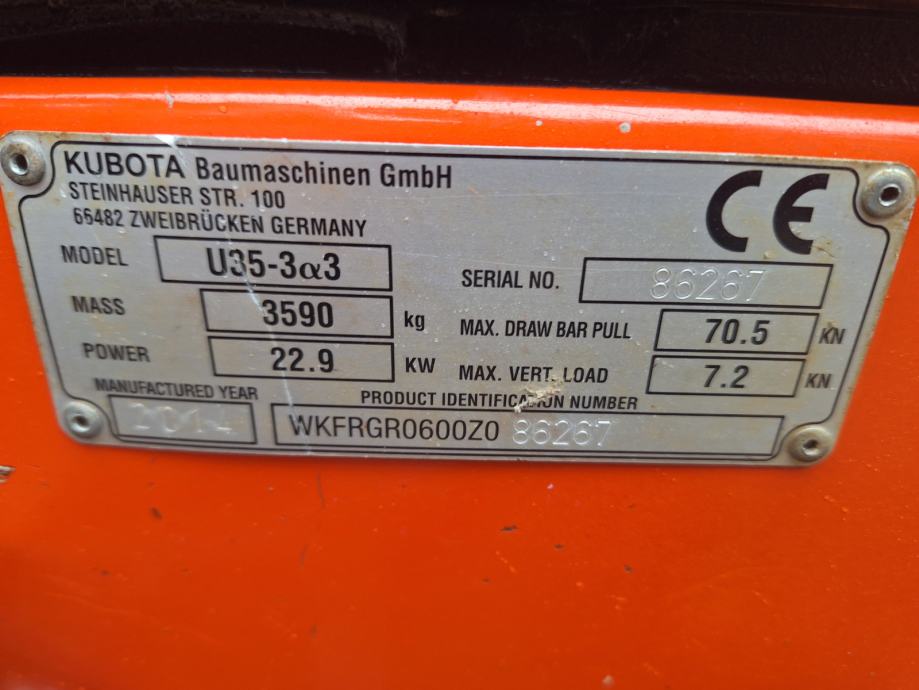 KUBOTA Baumaschinen GmbH
STEINHAUSER STR. 100
66482 ZWEIBRÜCKEN GERMANY
CE
MODEL U35-3α3
SERIAL NO. 86267
MASS 3590 kg
MAX. DRAW BAR PULL 70.5 KN
POWER 22.9 KW
MAX. VERT. LOAD 7.2 KN
MANUFACTURED YEAR
2014
PRODUCT IDENTIFICATION NUMBER
WKFRGR0600Z0 86267